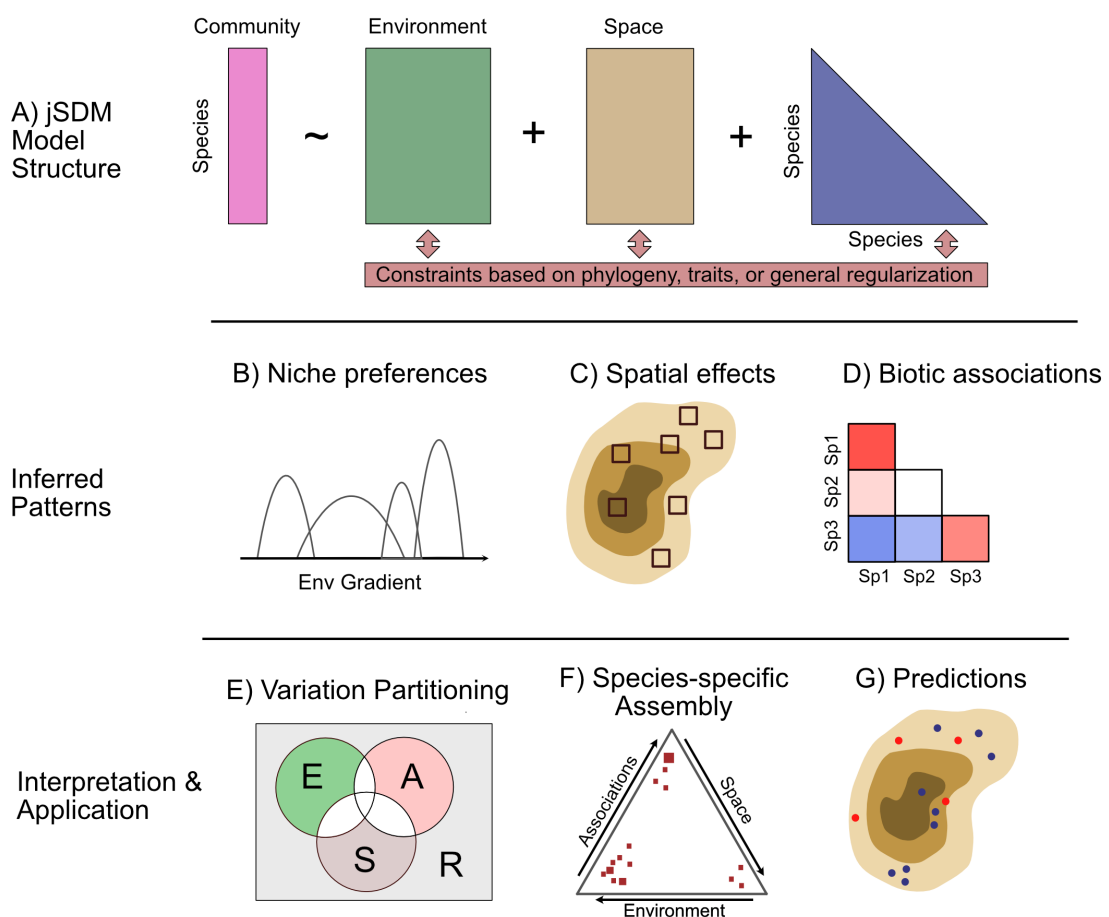 Community
Environment
Space
A) jSDM
Model
Structure
Species
~
+
+
Species
Species
Constraints based on phylogeny, traits, or general regularization
B) Niche preferences
C) Spatial effects
D) Biotic associations
Inferred
Patterns
Env Gradient
Sp1
Sp2
Sp3
Sp1
Sp2
Sp3
E) Variation Partitioning
F) Species-specific
Assembly
G) Predictions
Interpretation &
Application
E
A
S
R
Associations
Space
Environment